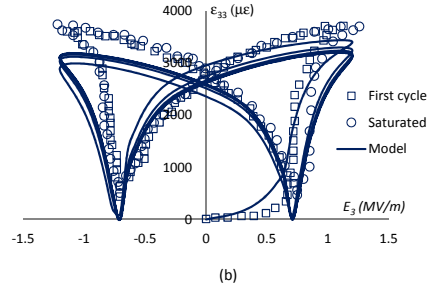 4000
ε33 (με)
3000
2000
1000
0
First cycle
Saturated
Model
E3 (MV/m)
-1.5 -1 -0.5 0 0.5 1 1.5
(b)